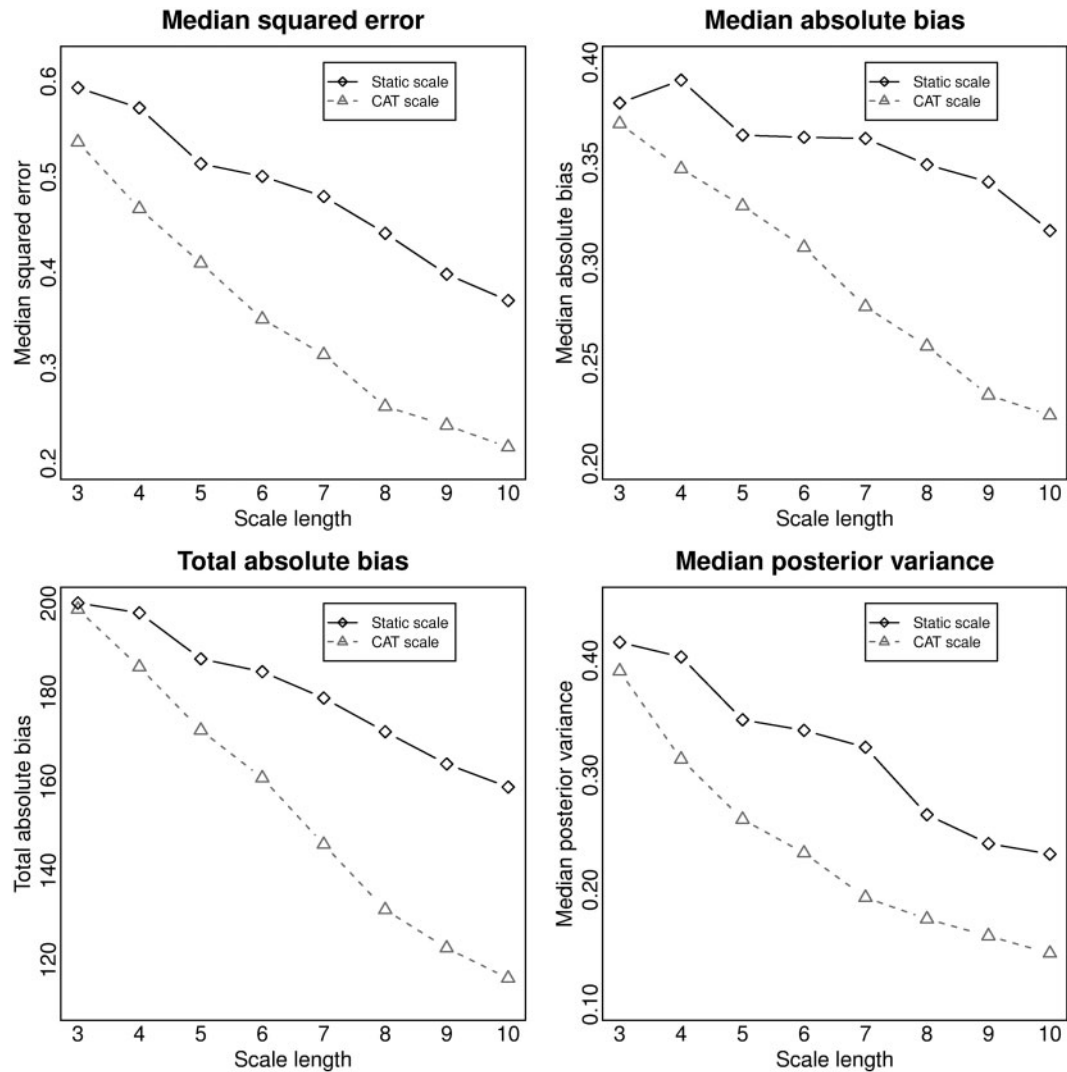 Median squared error
Static scale
CAT scale
Median squared error
0.6
0.5
0.4
0.3
0.2
3 4 5 6 7 8 9 10
Scale length
Median absolute bias
Static scale
CAT scale
Median absolute bias
0.40
0.35
0.30
0.25
0.20
3 4 5 6 7 8 9 10
Scale length
Total absolute bias
Static scale
CAT scale
Total absolute bias
200
180
160
140
120
3 4 5 6 7 8 9 10
Scale length
Median posterior variance
Static scale
CAT scale
Median posterior variance
0.40
0.30
0.20
0.10
3 4 5 6 7 8 9 10
Scale length